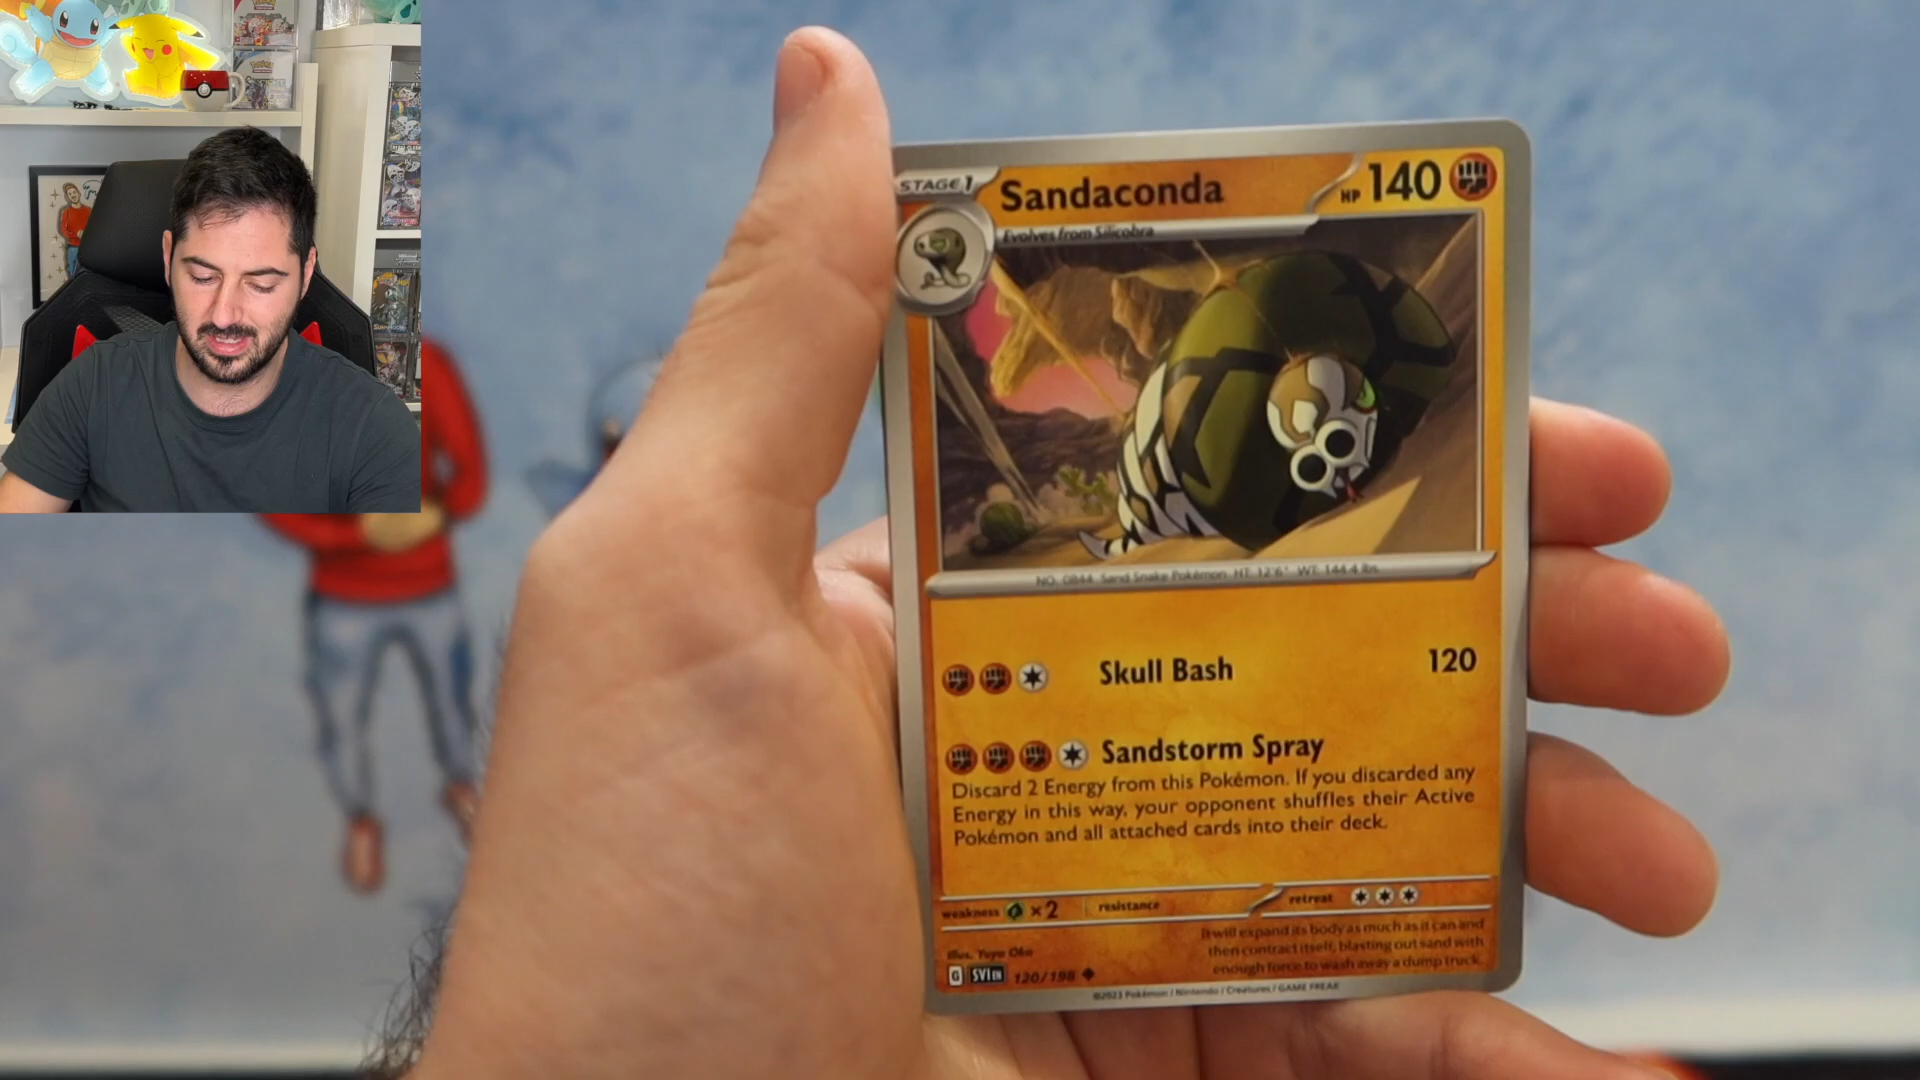 STAGE 1
Sandaconda
HP 140
Evolves from Silicobra
NO. 0844 Sand Snake Pokémon HT: 12'6" WT: 144.4 lbs.
Skull Bash 120
Sandstorm Spray
Discard 2 Energy from this Pokémon. If you discarded any
Energy in this way, your opponent shuffles their Active
Pokémon and all attached cards into their deck.
weakness ×2 resistance retreat
It will expand its body as much as it can and
then contract itself, blasting out sand with
enough force to wash away a dump truck.
Illus. Yuya Oka
G SVI EN 120/198
©2023 Pokémon / Nintendo / Creatures / GAME FREAK